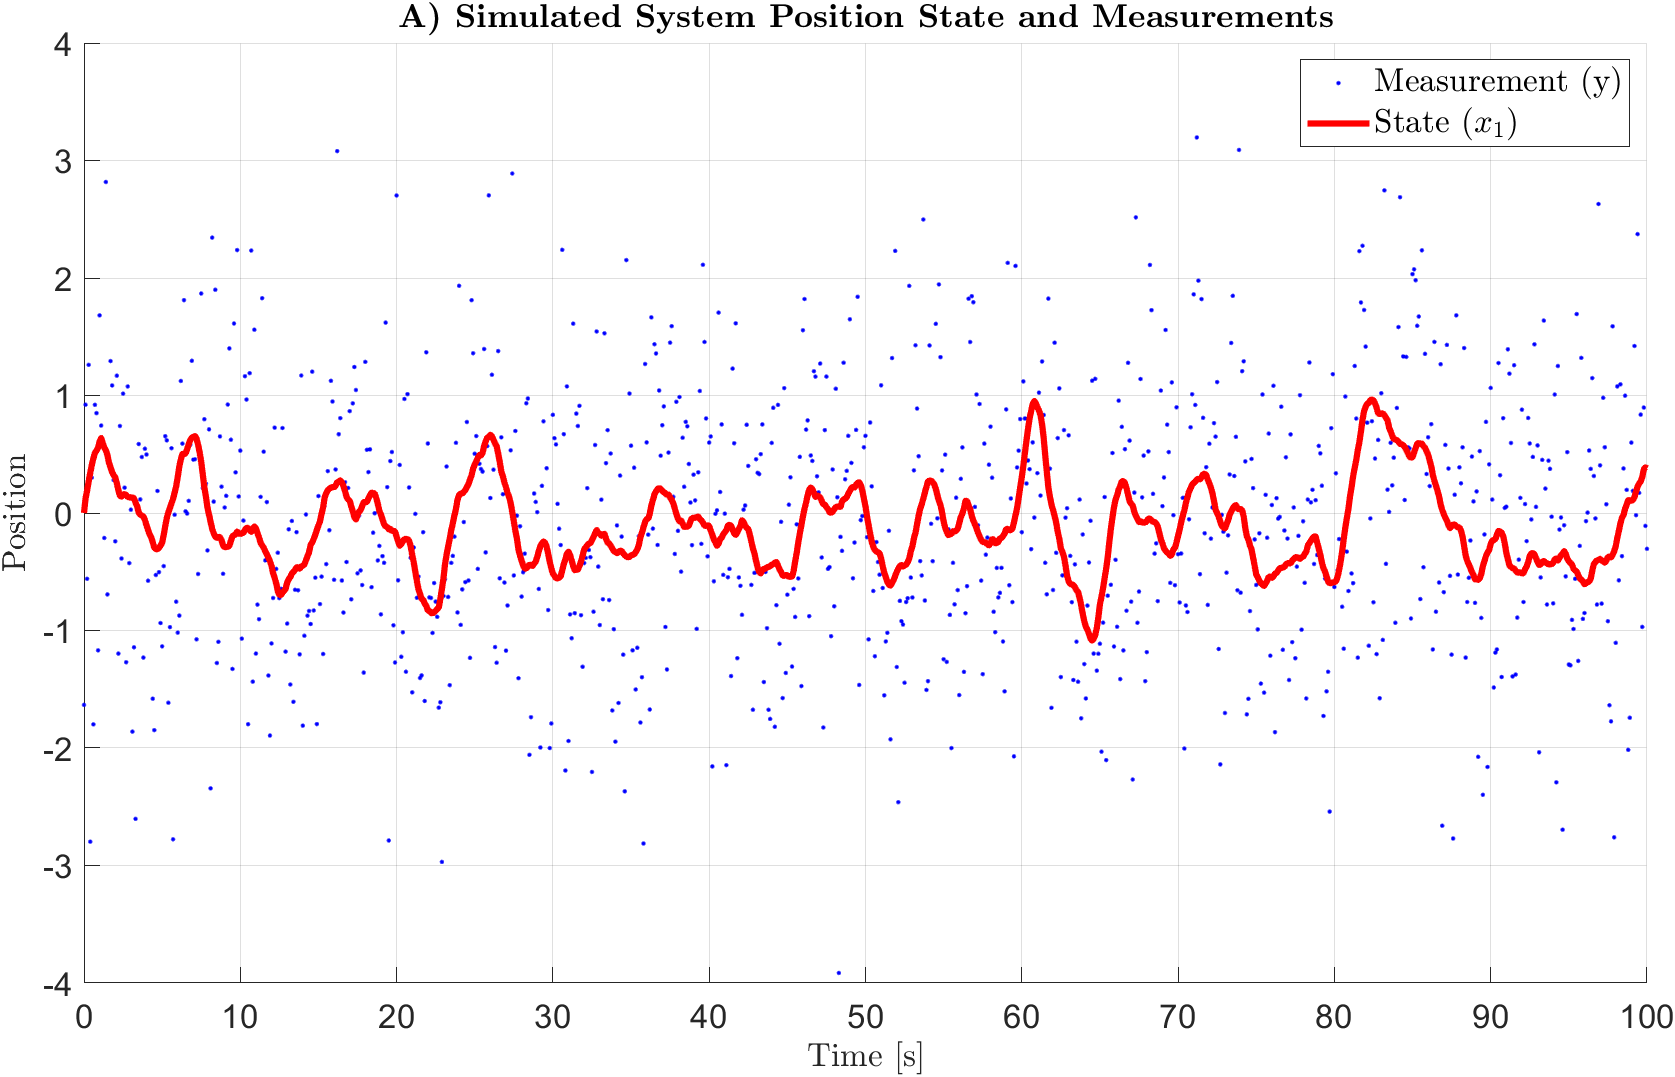 A) Simulated System Position State and Measurements
Measurement (y)
State (x₁)
Position
4
3
2
1
0
-1
-2
-3
-4
0 10 20 30 40 50 60 70 80 90 100
Time [s]